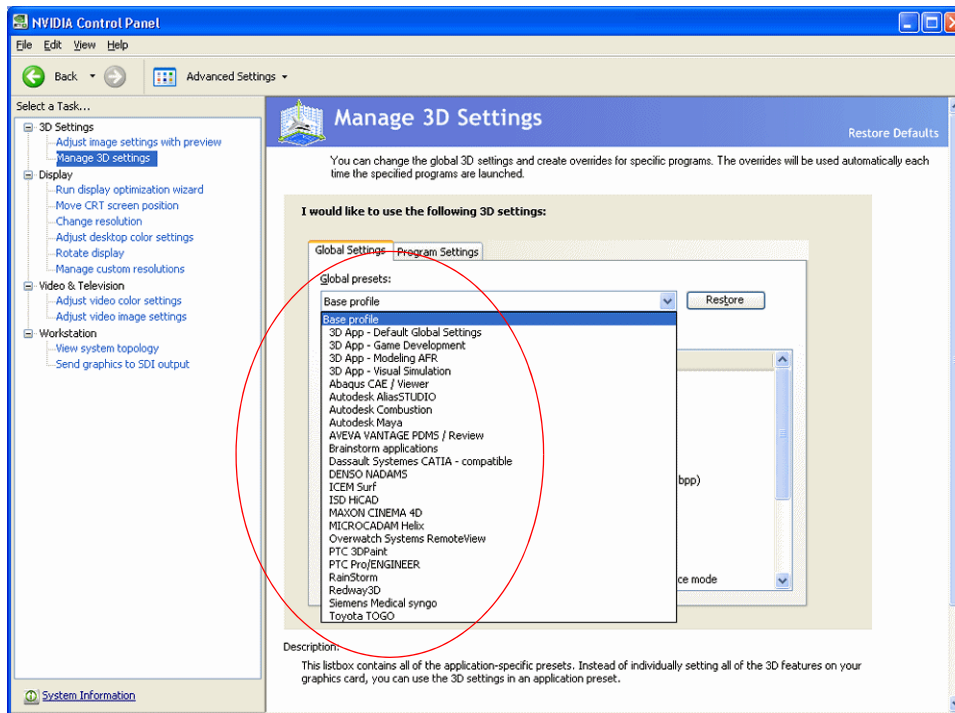 NVIDIA Control Panel
File Edit View Help
Back Advanced Settings
Select a Task...
3D Settings
Adjust image settings with preview
Manage 3D settings
Display
Run display optimization wizard
Move CRT screen position
Change resolution
Adjust desktop color settings
Rotate display
Manage custom resolutions
Video & Television
Adjust video color settings
Adjust video image settings
Workstation
View system topology
Send graphics to SDI output
System Information
Manage 3D Settings
Restore Defaults
You can change the global 3D settings and create overrides for specific programs. The overrides will be used automatically each
time the specified programs are launched.
I would like to use the following 3D settings:
Global Settings Program Settings
Global presets:
Base profile Restore
Base profile
3D App - Default Global Settings
3D App - Game Development
3D App - Modeling AFR
3D App - Visual Simulation
Abaqus CAE / Viewer
Autodesk AliasSTUDIO
Autodesk Combustion
Autodesk Maya
AVEVA VANTAGE PDMS / Review
Brainstorm applications
Dassault Systemes CATIA - compatible
DENSO NADAMS
ICEM Surf
bpp)
ISD HiCAD
MAXON CINEMA 4D
MICROCADAM Helix
Overwatch Systems RemoteView
PTC 3DPaint
PTC Pro/ENGINEER
RainStorm
ce mode
Redway3D
Siemens Medical syngo
Toyota TOGO
Description:
This listbox contains all of the application-specific presets. Instead of individually setting all of the 3D features on your
graphics card, you can use the 3D settings in an application preset.